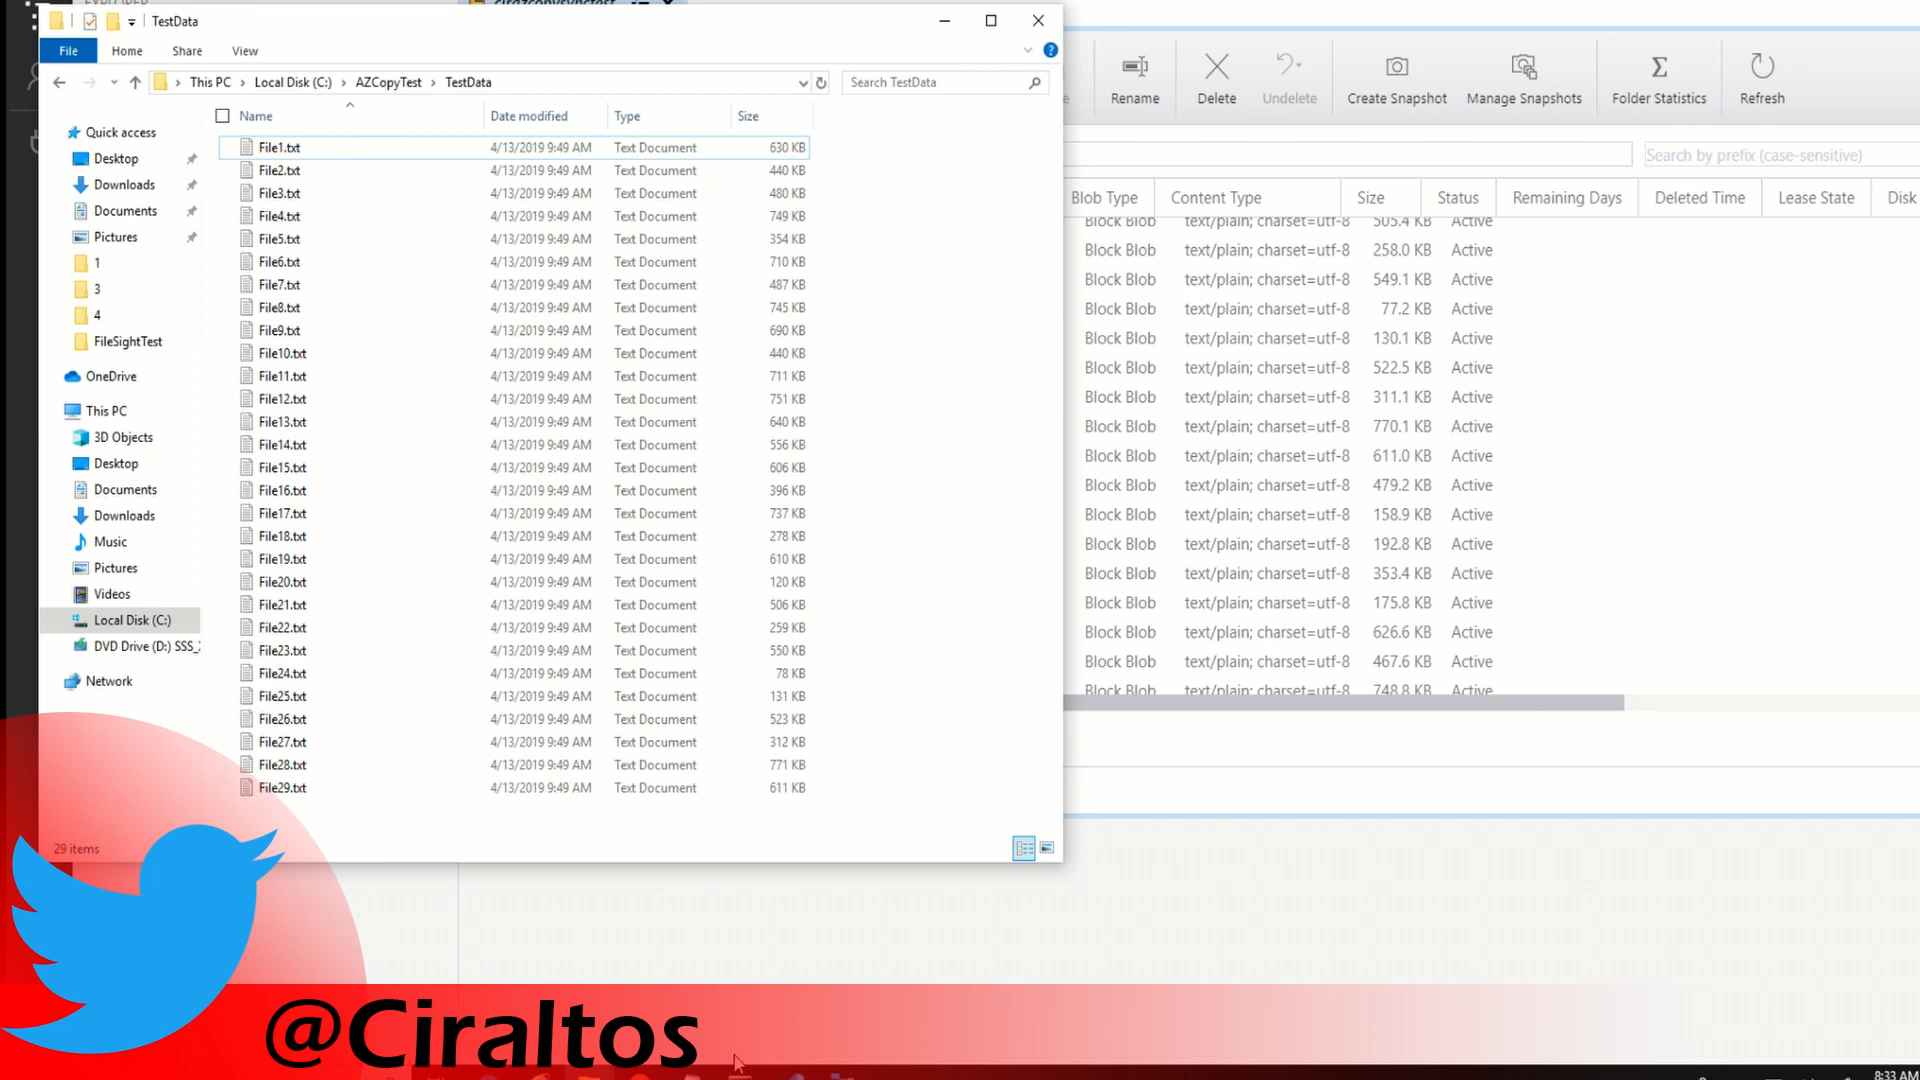 TestData
File Home Share View
This PC Local Disk (C:) AZCopyTest TestData Search TestData
Name Date modified Type Size
Quick access
Desktop
Downloads
Documents
Pictures
1
3
4
FileSightTest
OneDrive
This PC
3D Objects
Desktop
Documents
Downloads
Music
Pictures
Videos
Local Disk (C:)
DVD Drive (D:) SSS_
Network
File1.txt 4/13/2019 9:49 AM Text Document 630 KB
File2.txt 4/13/2019 9:49 AM Text Document 440 KB
File3.txt 4/13/2019 9:49 AM Text Document 480 KB
File4.txt 4/13/2019 9:49 AM Text Document 749 KB
File5.txt 4/13/2019 9:49 AM Text Document 354 KB
File6.txt 4/13/2019 9:49 AM Text Document 710 KB
File7.txt 4/13/2019 9:49 AM Text Document 487 KB
File8.txt 4/13/2019 9:49 AM Text Document 745 KB
File9.txt 4/13/2019 9:49 AM Text Document 690 KB
File10.txt 4/13/2019 9:49 AM Text Document 440 KB
File11.txt 4/13/2019 9:49 AM Text Document 711 KB
File12.txt 4/13/2019 9:49 AM Text Document 751 KB
File13.txt 4/13/2019 9:49 AM Text Document 640 KB
File14.txt 4/13/2019 9:49 AM Text Document 556 KB
File15.txt 4/13/2019 9:49 AM Text Document 606 KB
File16.txt 4/13/2019 9:49 AM Text Document 396 KB
File17.txt 4/13/2019 9:49 AM Text Document 737 KB
File18.txt 4/13/2019 9:49 AM Text Document 278 KB
File19.txt 4/13/2019 9:49 AM Text Document 610 KB
File20.txt 4/13/2019 9:49 AM Text Document 120 KB
File21.txt 4/13/2019 9:49 AM Text Document 506 KB
File22.txt 4/13/2019 9:49 AM Text Document 259 KB
File23.txt 4/13/2019 9:49 AM Text Document 550 KB
File24.txt 4/13/2019 9:49 AM Text Document 78 KB
File25.txt 4/13/2019 9:49 AM Text Document 131 KB
File26.txt 4/13/2019 9:49 AM Text Document 523 KB
File27.txt 4/13/2019 9:49 AM Text Document 312 KB
File28.txt 4/13/2019 9:49 AM Text Document 771 KB
File29.txt 4/13/2019 9:49 AM Text Document 611 KB
29 items
Rename Delete Undelete Create Snapshot Manage Snapshots Folder Statistics Refresh
Search by prefix (case-sensitive)
Blob Type Content Type Size Status Remaining Days Deleted Time Lease State Disk
Block Blob text/plain; charset=utf-8 505.4 KB Active
Block Blob text/plain; charset=utf-8 258.0 KB Active
Block Blob text/plain; charset=utf-8 549.1 KB Active
Block Blob text/plain; charset=utf-8 77.2 KB Active
Block Blob text/plain; charset=utf-8 130.1 KB Active
Block Blob text/plain; charset=utf-8 522.5 KB Active
Block Blob text/plain; charset=utf-8 311.1 KB Active
Block Blob text/plain; charset=utf-8 770.1 KB Active
Block Blob text/plain; charset=utf-8 611.0 KB Active
Block Blob text/plain; charset=utf-8 479.2 KB Active
Block Blob text/plain; charset=utf-8 158.9 KB Active
Block Blob text/plain; charset=utf-8 192.8 KB Active
Block Blob text/plain; charset=utf-8 353.4 KB Active
Block Blob text/plain; charset=utf-8 175.8 KB Active
Block Blob text/plain; charset=utf-8 626.6 KB Active
Block Blob text/plain; charset=utf-8 467.6 KB Active
Block Blob text/plain; charset=utf-8 748.8 KB Active
@Ciraltos
8:33 AM